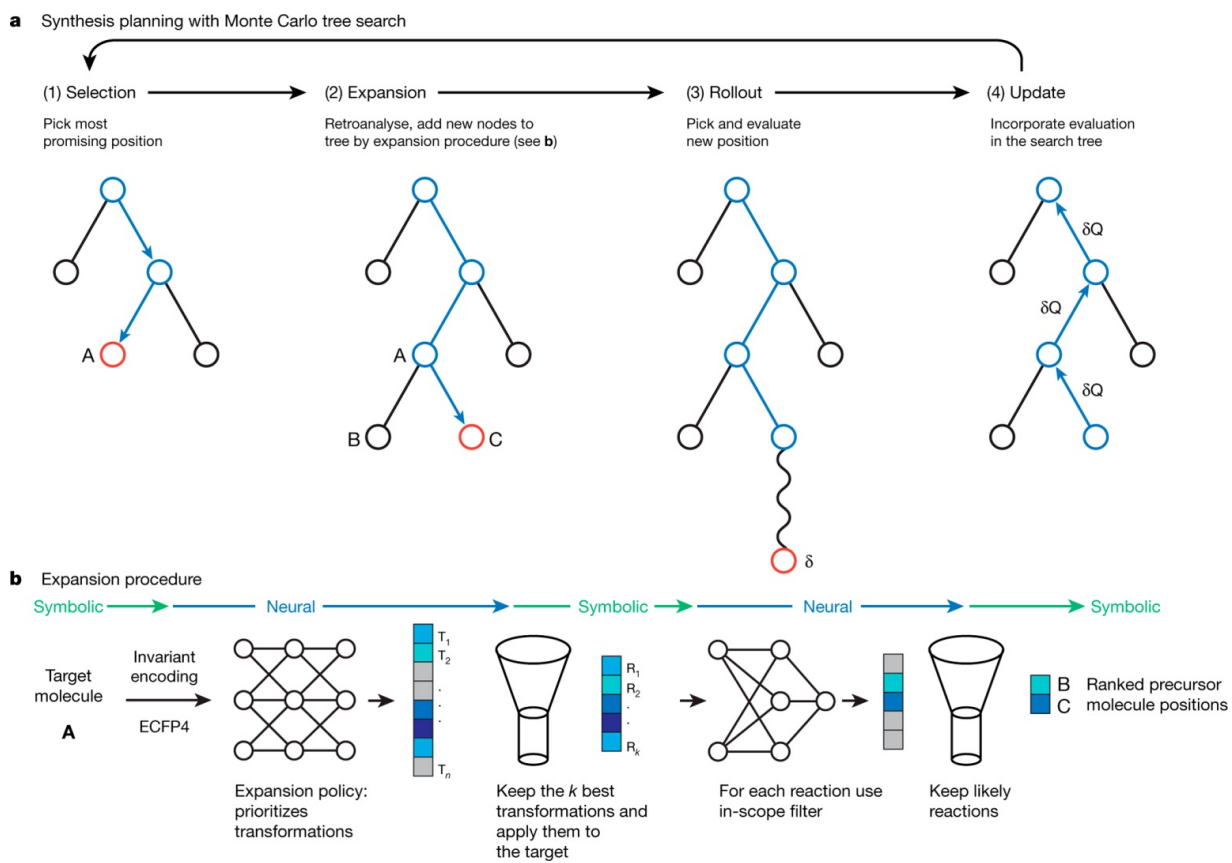 a Synthesis planning with Monte Carlo tree search
(1) Selection
Pick most
promising position
(2) Expansion
Retroanalyse, add new nodes to
tree by expansion procedure (see b)
(3) Rollout
Pick and evaluate
new position
(4) Update
Incorporate evaluation
in the search tree
A
A
B
C
δ
δQ
δQ
δQ
b Expansion procedure
Symbolic
Neural
Symbolic
Neural
Symbolic
Target
molecule
A
Invariant
encoding
ECFP4
T1
T2
.
.
.
Tn
Expansion policy:
prioritizes
transformations
Keep the k best
transformations and
apply them to
the target
R1
R2
.
.
Rk
For each reaction use
in-scope filter
Keep likely
reactions
B
C
Ranked precursor
molecule positions